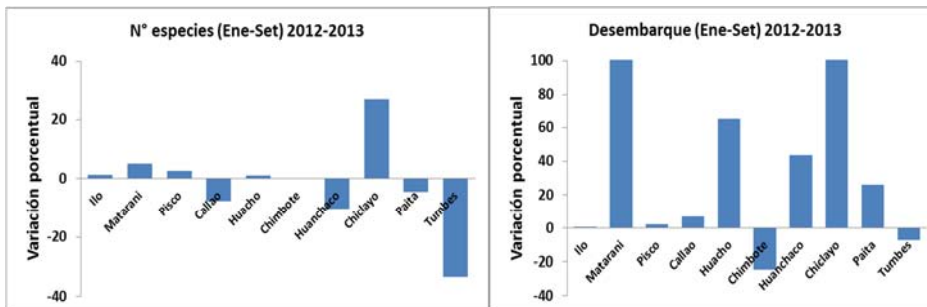 N° especies (Ene-Set) 2012-2013
Variación porcentual
40
20
0
-20
-40
Ilo
Matarani
Pisco
Callao
Huacho
Chimbote
Huanchaco
Chiclayo
Paita
Tumbes
Desembarque (Ene-Set) 2012-2013
Variación porcentual
100
80
60
40
20
0
-20
-40
Ilo
Matarani
Pisco
Callao
Huacho
Chimbote
Huanchaco
Chiclayo
Paita
Tumbes